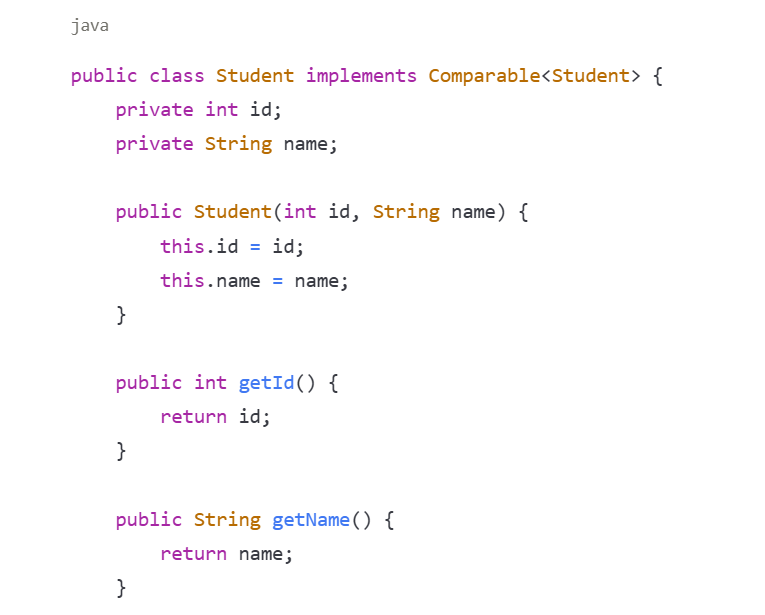 java
public class Student implements Comparable<Student> {
    private int id;
    private String name;

    public Student(int id, String name) {
        this.id = id;
        this.name = name;
    }

    public int getId() {
        return id;
    }

    public String getName() {
        return name;
    }